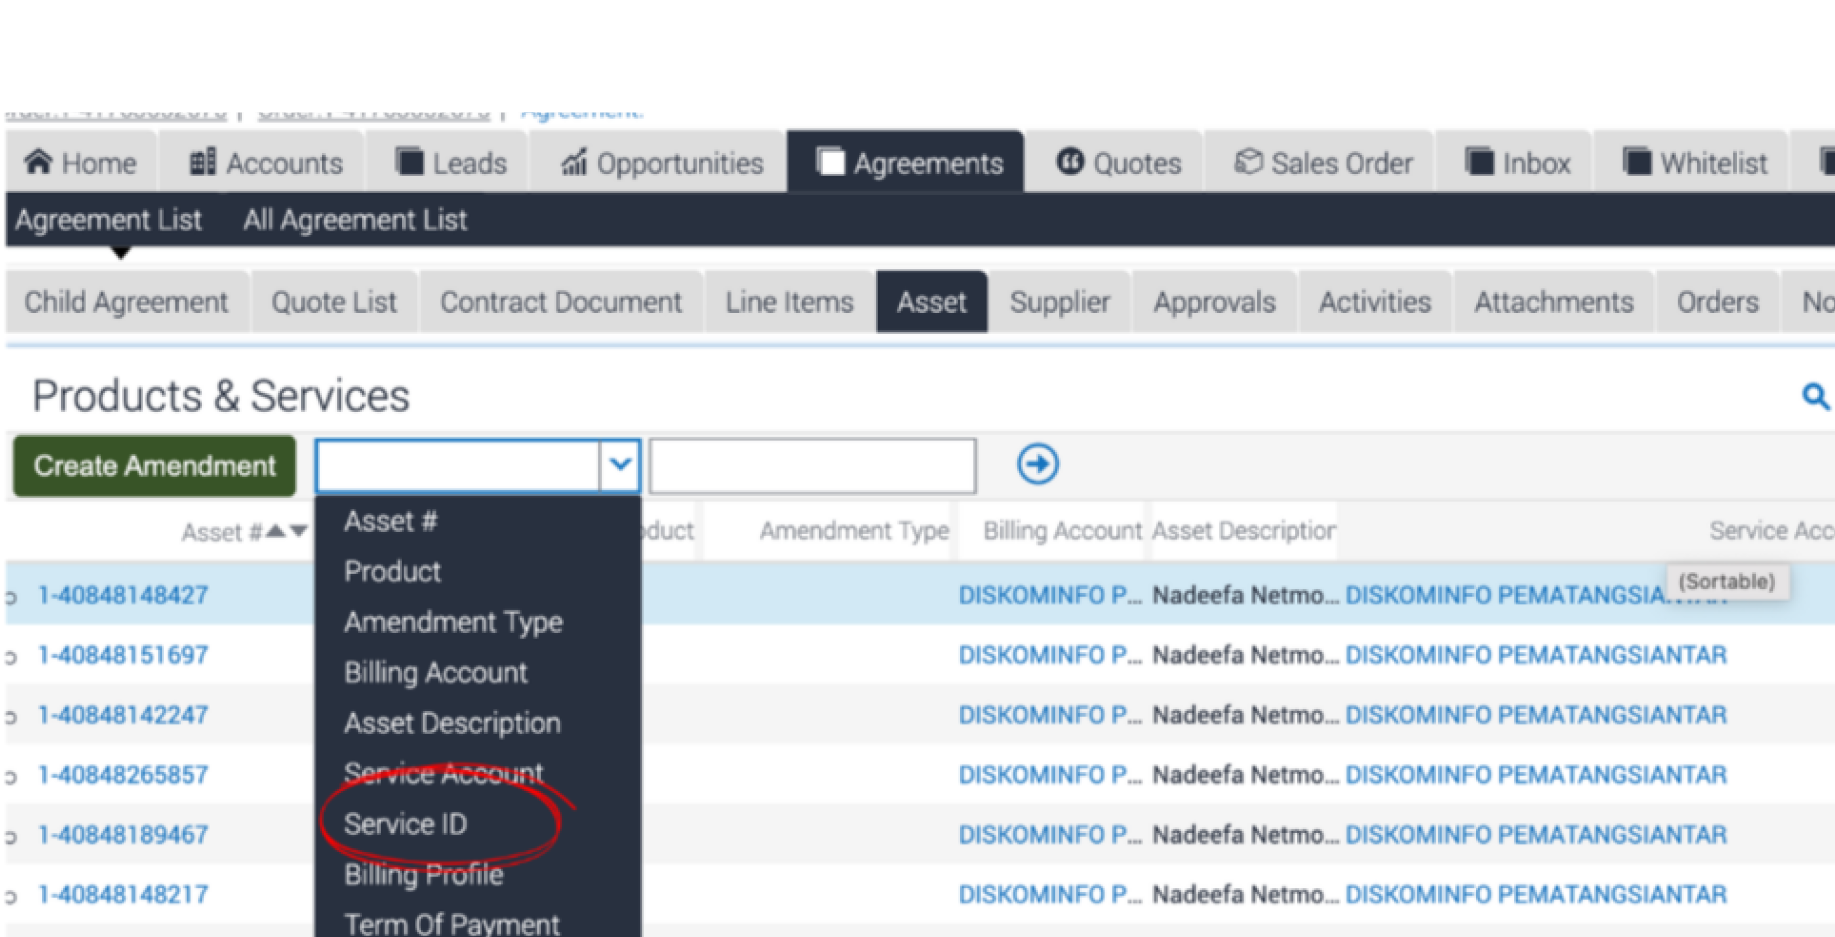 Home Accounts Leads Opportunities Agreements Quotes Sales Order Inbox Whitelist
Agreement List All Agreement List
Child Agreement Quote List Contract Document Line Items Asset Supplier Approvals Activities Attachments Orders No
Products & Services
Create Amendment
Asset # Amendment Type Billing Account Asset Description Service Acc
(Sortable)
Asset #
Product
Amendment Type
Billing Account
Asset Description
Service Account
Service ID
Billing Profile
Term Of Payment
1-40848148427 DISKOMINFO P... Nadeefa Netmo... DISKOMINFO PEMATANGSIANTAR
1-40848151697 DISKOMINFO P... Nadeefa Netmo... DISKOMINFO PEMATANGSIANTAR
1-40848142247 DISKOMINFO P... Nadeefa Netmo... DISKOMINFO PEMATANGSIANTAR
1-40848265857 DISKOMINFO P... Nadeefa Netmo... DISKOMINFO PEMATANGSIANTAR
1-40848189467 DISKOMINFO P... Nadeefa Netmo... DISKOMINFO PEMATANGSIANTAR
1-40848148217 DISKOMINFO P... Nadeefa Netmo... DISKOMINFO PEMATANGSIANTAR